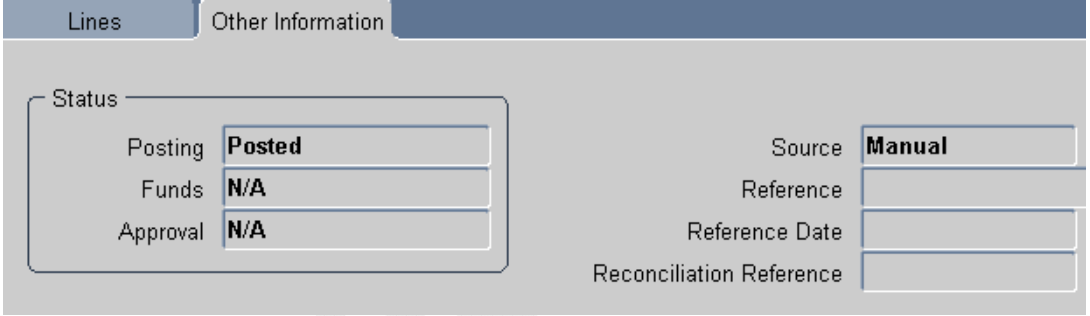 Lines Other Information
Status
Posting Posted
Funds N/A
Approval N/A
Source Manual
Reference
Reference Date
Reconciliation Reference